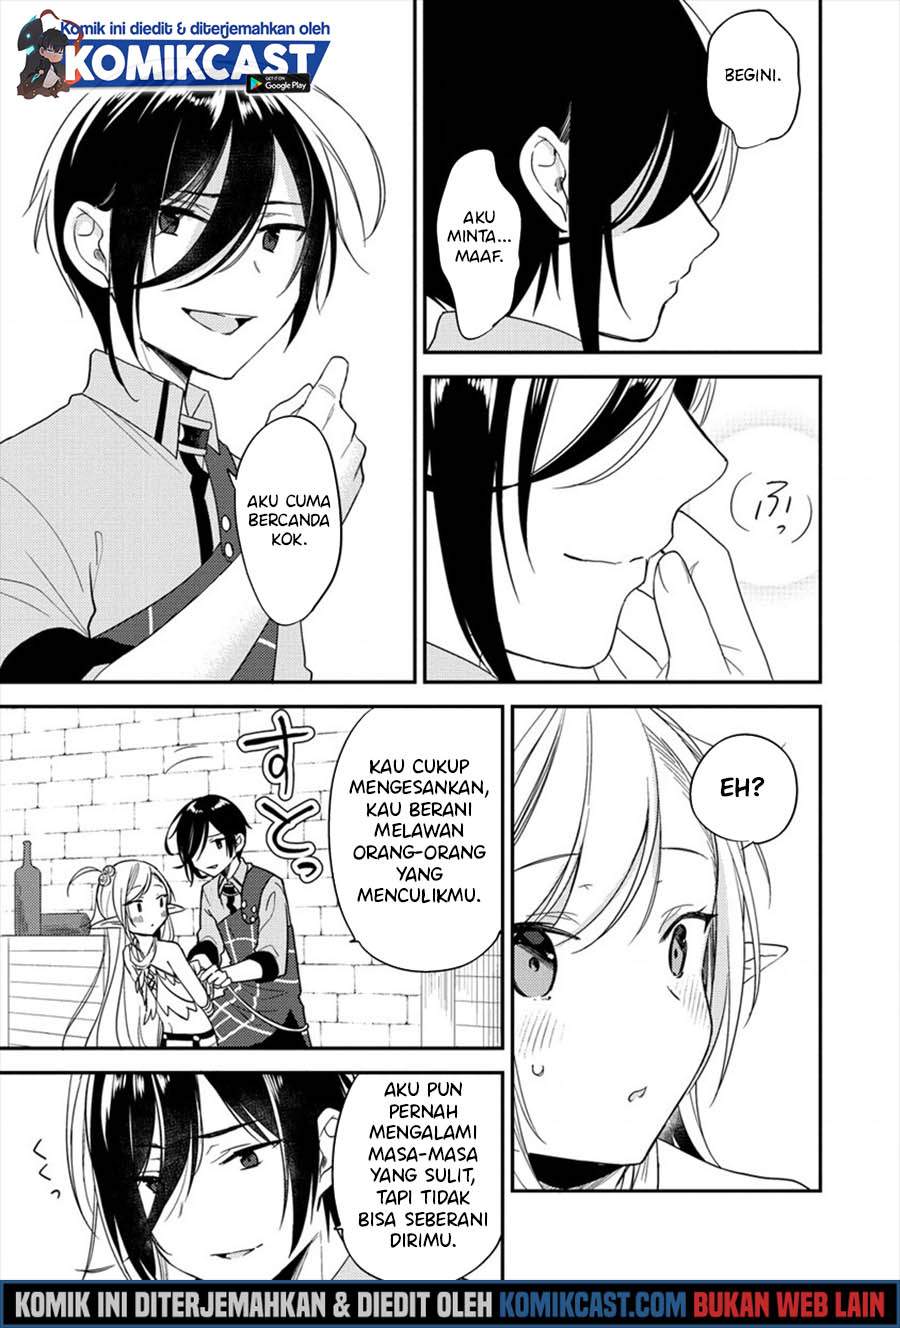 Komik ini diedit & diterjemahkan oleh
KOMIKCAST
GET IT ON
Google Play
BEGINI.
AKU
MINTA...
MAAF.
ふっ
AKU CUMA
BERCANDA
KOK.
EH?
KAU CUKUP
MENGESANKAN,
KAU BERANI
MELAWAN
ORANG-ORANG
YANG
MENCULIKMU.
すとっ
AKU PUN
PERNAH
MENGALAMI
MASA-MASA
YANG SULIT,
TAPI TIDAK
BISA SEBERANI
DIRIMU.
KOMIK INI DITERJEMAHKAN & DIEDIT OLEH KOMIKCAST.COM BUKAN WEB LAIN